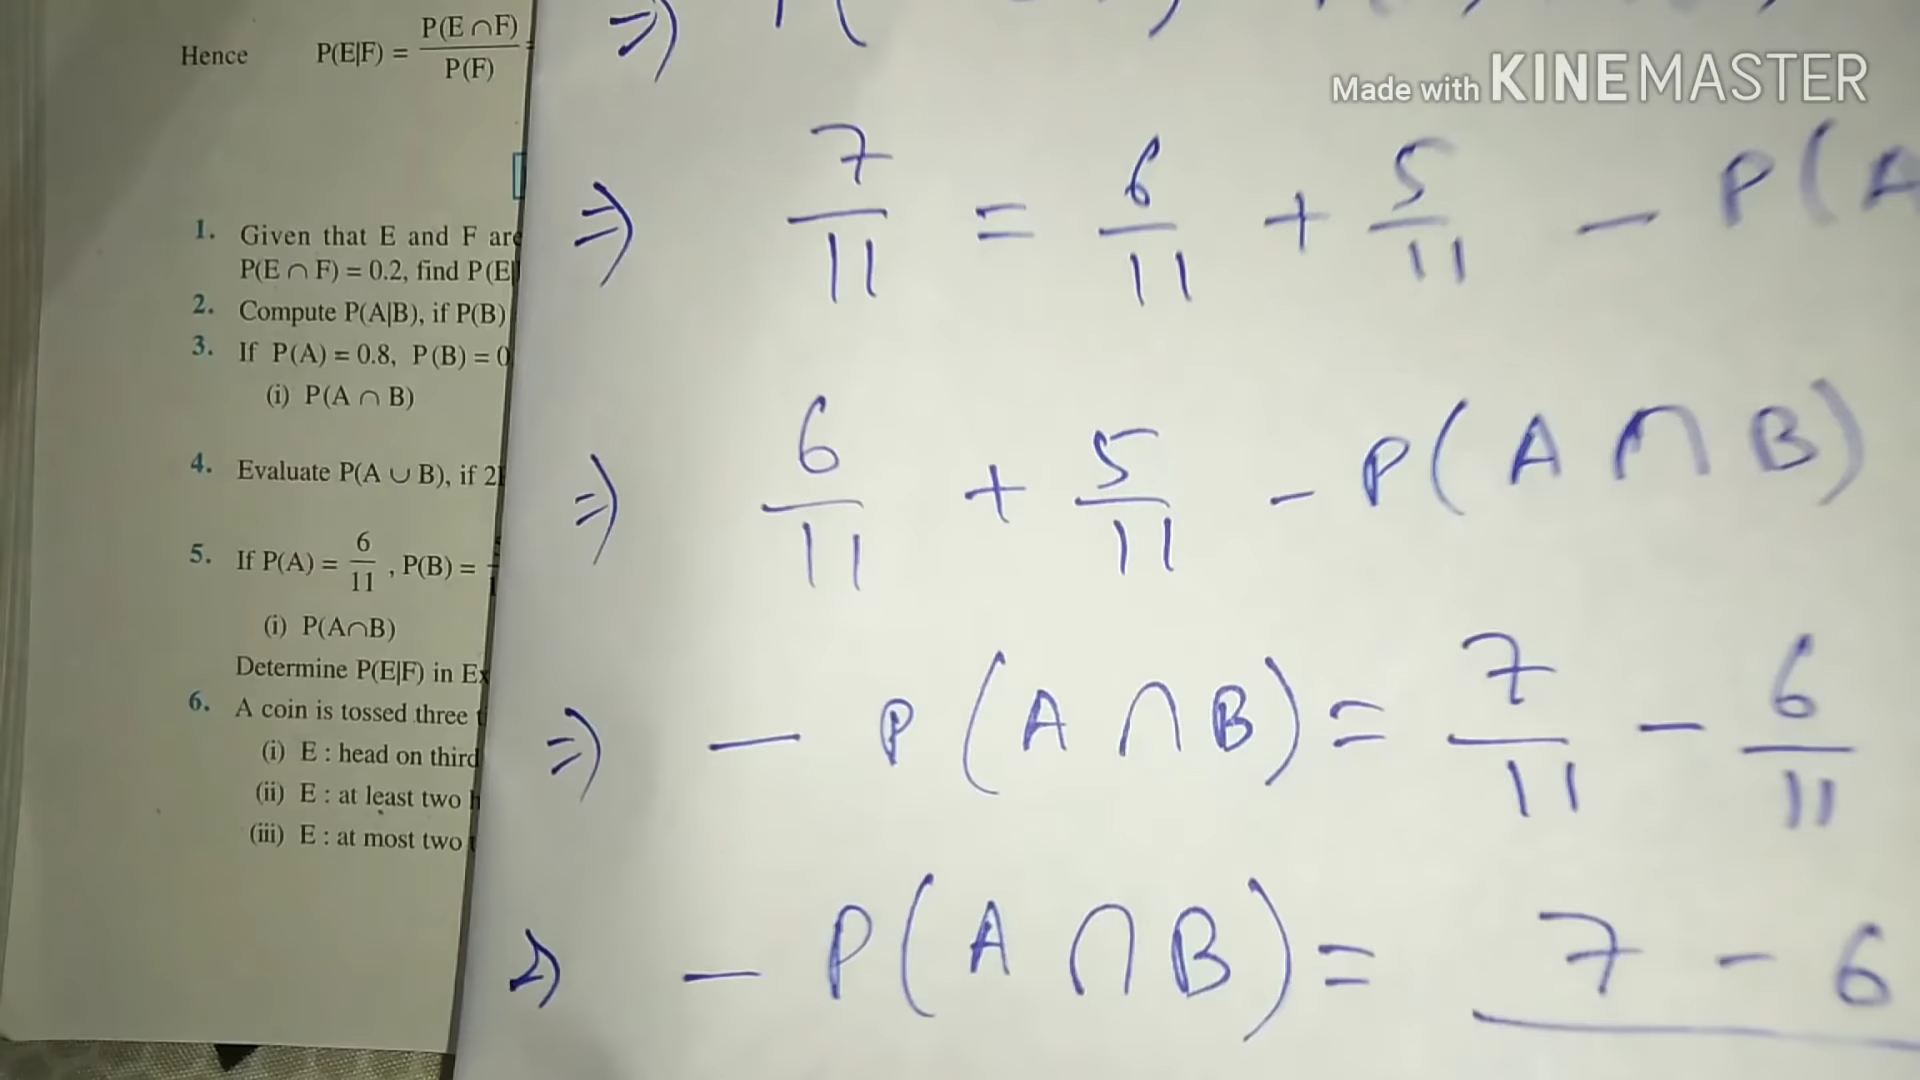 Hence P(E|F) = P(E ∩ F) / P(F) =
1. Given that E and F are
P(E ∩ F) = 0.2, find P(E|
2. Compute P(A|B), if P(B)
3. If P(A) = 0.8, P(B) = 0
(i) P(A ∩ B)
4. Evaluate P(A ∪ B), if 2
5. If P(A) = 6/11 , P(B) =
(i) P(A∩B)
Determine P(E|F) in Ex
6. A coin is tossed three
(i) E : head on third
(ii) E : at least two
(iii) E : at most two
Made with KINEMASTER
⇒ 7/11 = 6/11 + 5/11 − P(A
⇒ 6/11 + 5/11 − P(A ∩ B)
⇒ − P(A ∩ B) = 7/11 − 6/11
⇒ − P(A ∩ B) = 7 − 6